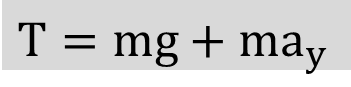 T = mg + ma_y